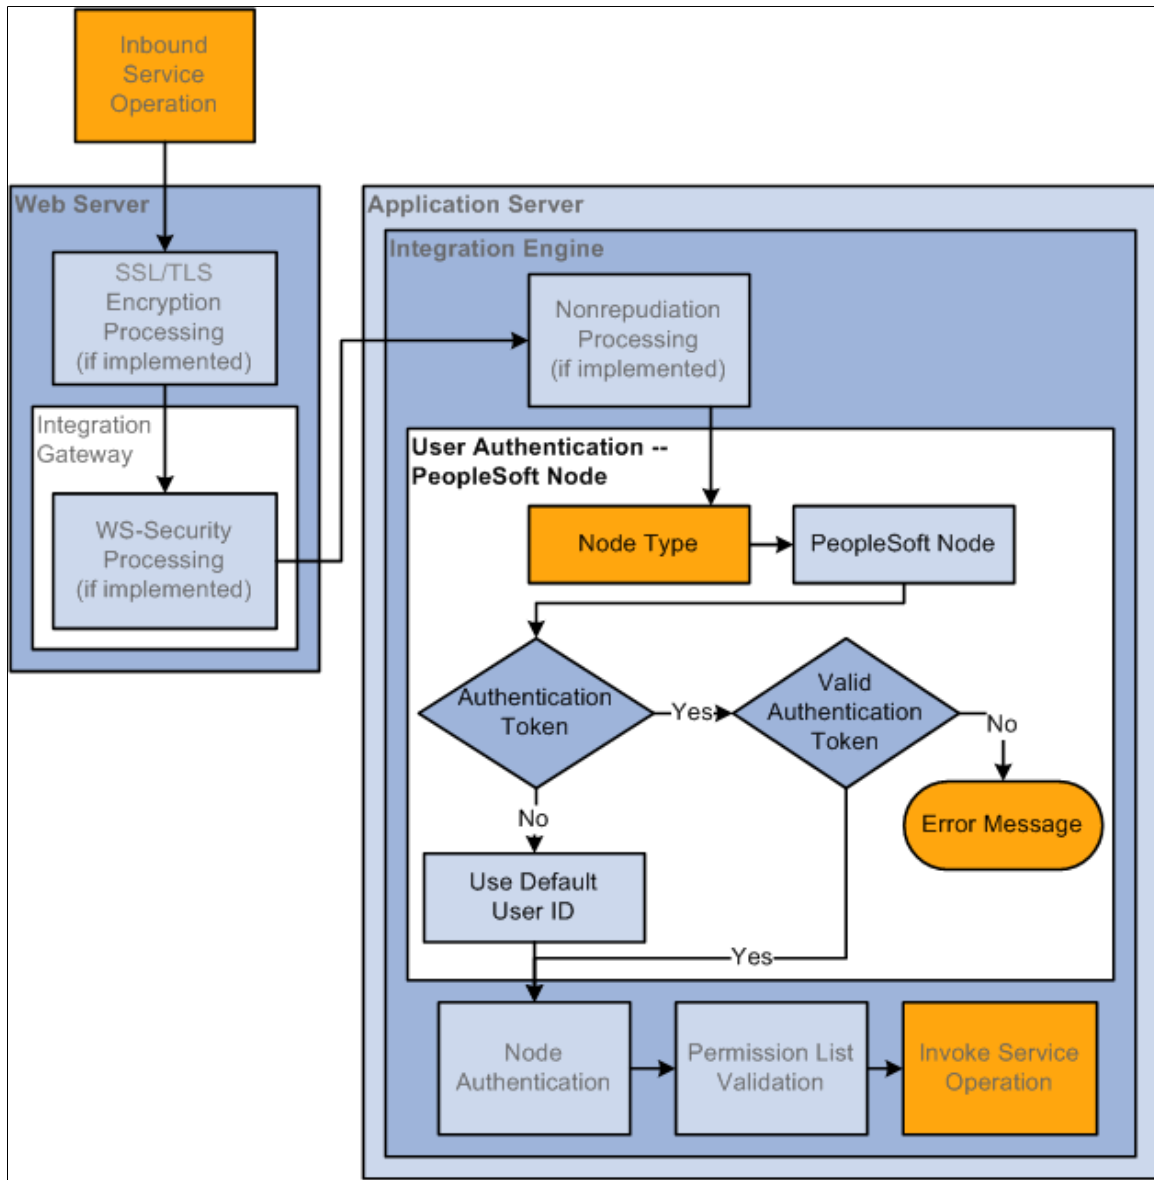 Inbound
Service
Operation
Web Server
SSL/TLS
Encryption
Processing
(if implemented)
Integration
Gateway
WS-Security
Processing
(if implemented)
Application Server
Integration Engine
Nonrepudiation
Processing
(if implemented)
User Authentication --
PeopleSoft Node
Node Type
PeopleSoft Node
Authentication
Token
Yes
Valid
Authentication
Token
No
Error Message
No
Use Default
User ID
Yes
Node
Authentication
Permission List
Validation
Invoke Service
Operation